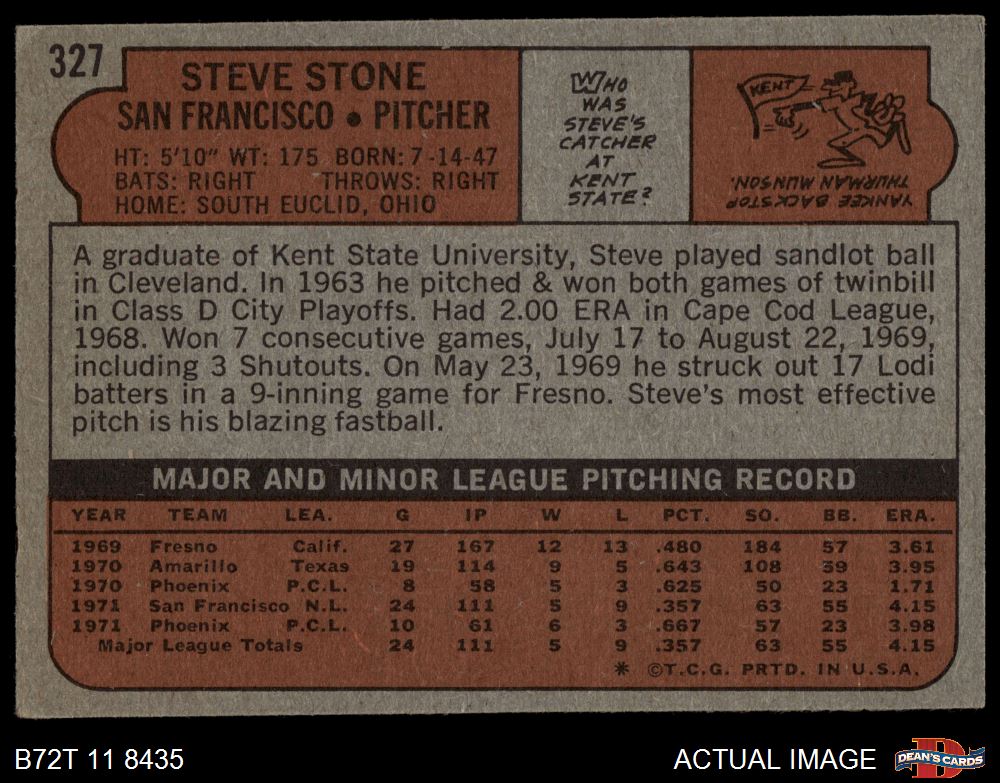 327
STEVE STONE
SAN FRANCISCO • PITCHER
HT: 5'10" WT: 175 BORN: 7-14-47
BATS: RIGHT THROWS: RIGHT
HOME: SOUTH EUCLID, OHIO
WHO
WAS
STEVE'S
CATCHER
AT
KENT
STATE?
KENT
YANKEE BACKSTOP
THURMAN MUNSON.
A graduate of Kent State University, Steve played sandlot ball
in Cleveland. In 1963 he pitched & won both games of twinbill
in Class D City Playoffs. Had 2.00 ERA in Cape Cod League,
1968. Won 7 consecutive games, July 17 to August 22, 1969,
including 3 Shutouts. On May 23, 1969 he struck out 17 Lodi
batters in a 9-inning game for Fresno. Steve's most effective
pitch is his blazing fastball.
MAJOR AND MINOR LEAGUE PITCHING RECORD
YEAR TEAM LEA. G IP W L PCT. SO. BB. ERA.
1969 Fresno Calif. 27 167 12 13 .480 184 57 3.61
1970 Amarillo Texas 19 114 9 5 .643 108 39 3.95
1970 Phoenix P.C.L. 8 58 5 3 .625 50 23 1.71
1971 San Francisco N.L. 24 111 5 9 .357 63 55 4.15
1971 Phoenix P.C.L. 10 61 6 3 .667 57 23 3.98
Major League Totals 24 111 5 9 .357 63 55 4.15
* ©T.C.G. PRTD. IN U.S.A.
B72T 11 8435
ACTUAL IMAGE
D
DEAN'S CARDS